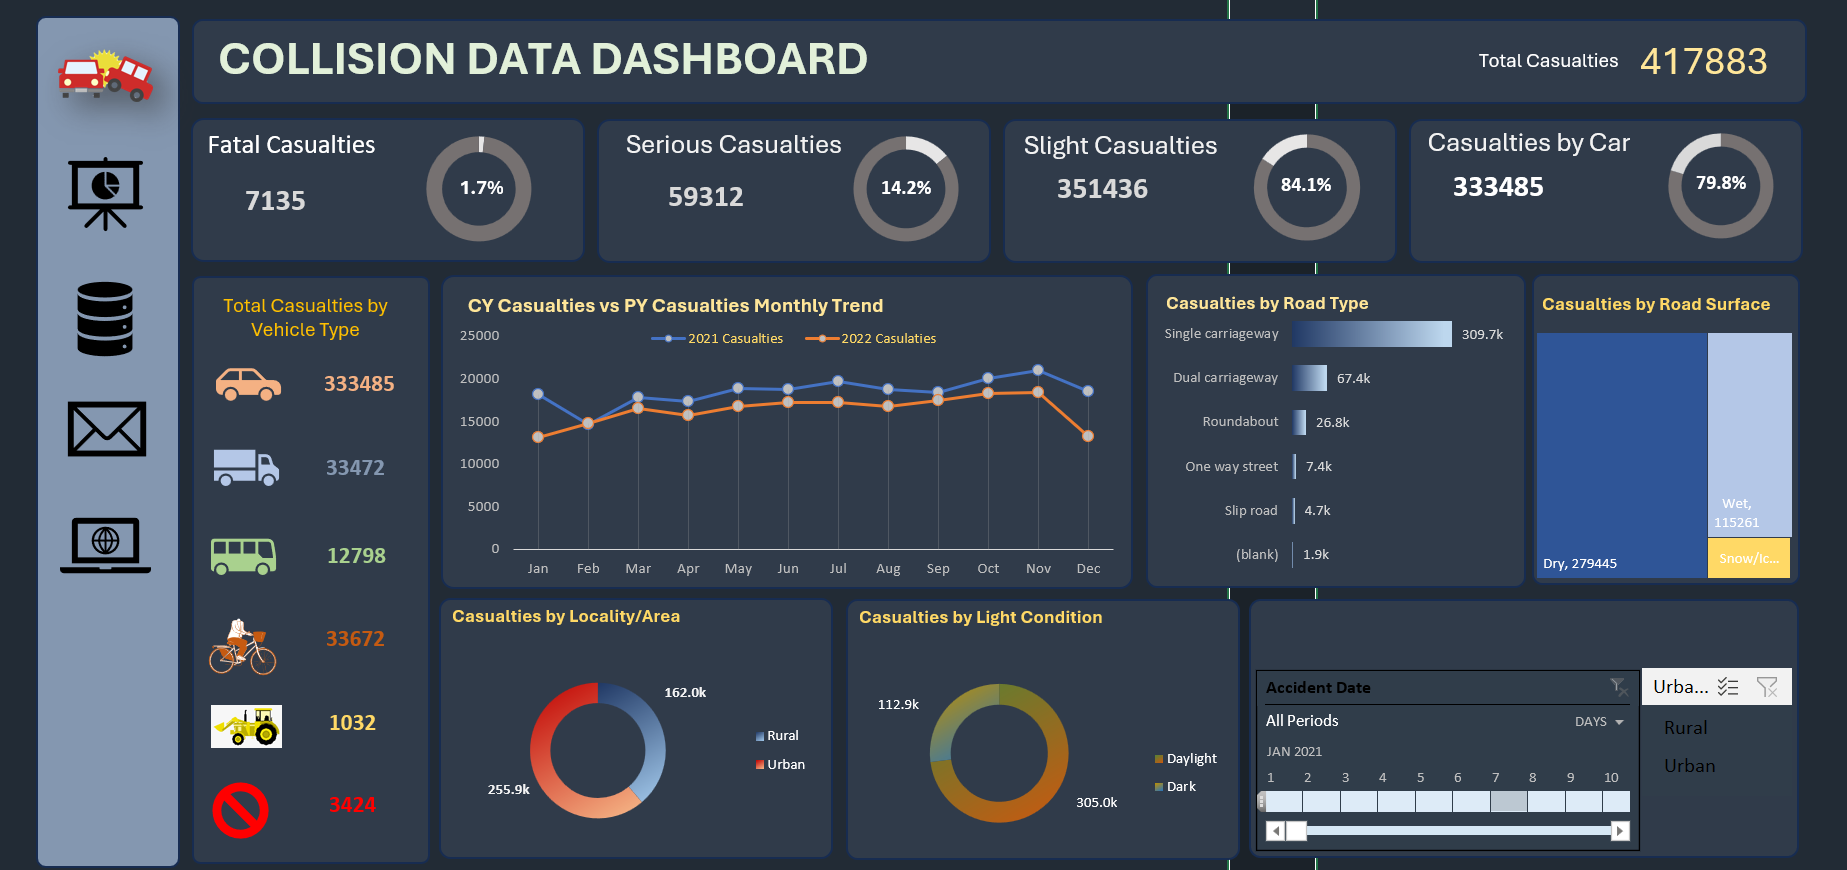 COLLISION DATA DASHBOARD
Total Casualties 417883
Fatal Casualties
7135
1.7%
Serious Casualties
59312
14.2%
Slight Casualties
351436
84.1%
Casualties by Car
333485
79.8%
Total Casualties by
Vehicle Type
333485
33472
12798
33672
1032
3424
CY Casualties vs PY Casualties Monthly Trend
2021 Casualties 2022 Casulaties
25000
20000
15000
10000
5000
0
Jan Feb Mar Apr May Jun Jul Aug Sep Oct Nov Dec
Casualties by Road Type
Single carriageway 309.7k
Dual carriageway 67.4k
Roundabout 26.8k
One way street 7.4k
Slip road 4.7k
(blank) 1.9k
Casualties by Road Surface
Wet,
115261
Dry, 279445
Snow/Ic...
Casualties by Locality/Area
162.0k
255.9k
Rural
Urban
Casualties by Light Condition
112.9k
305.0k
Daylight
Dark
Accident Date
All Periods DAYS
JAN 2021
1 2 3 4 5 6 7 8 9 10
Urba...
Rural
Urban